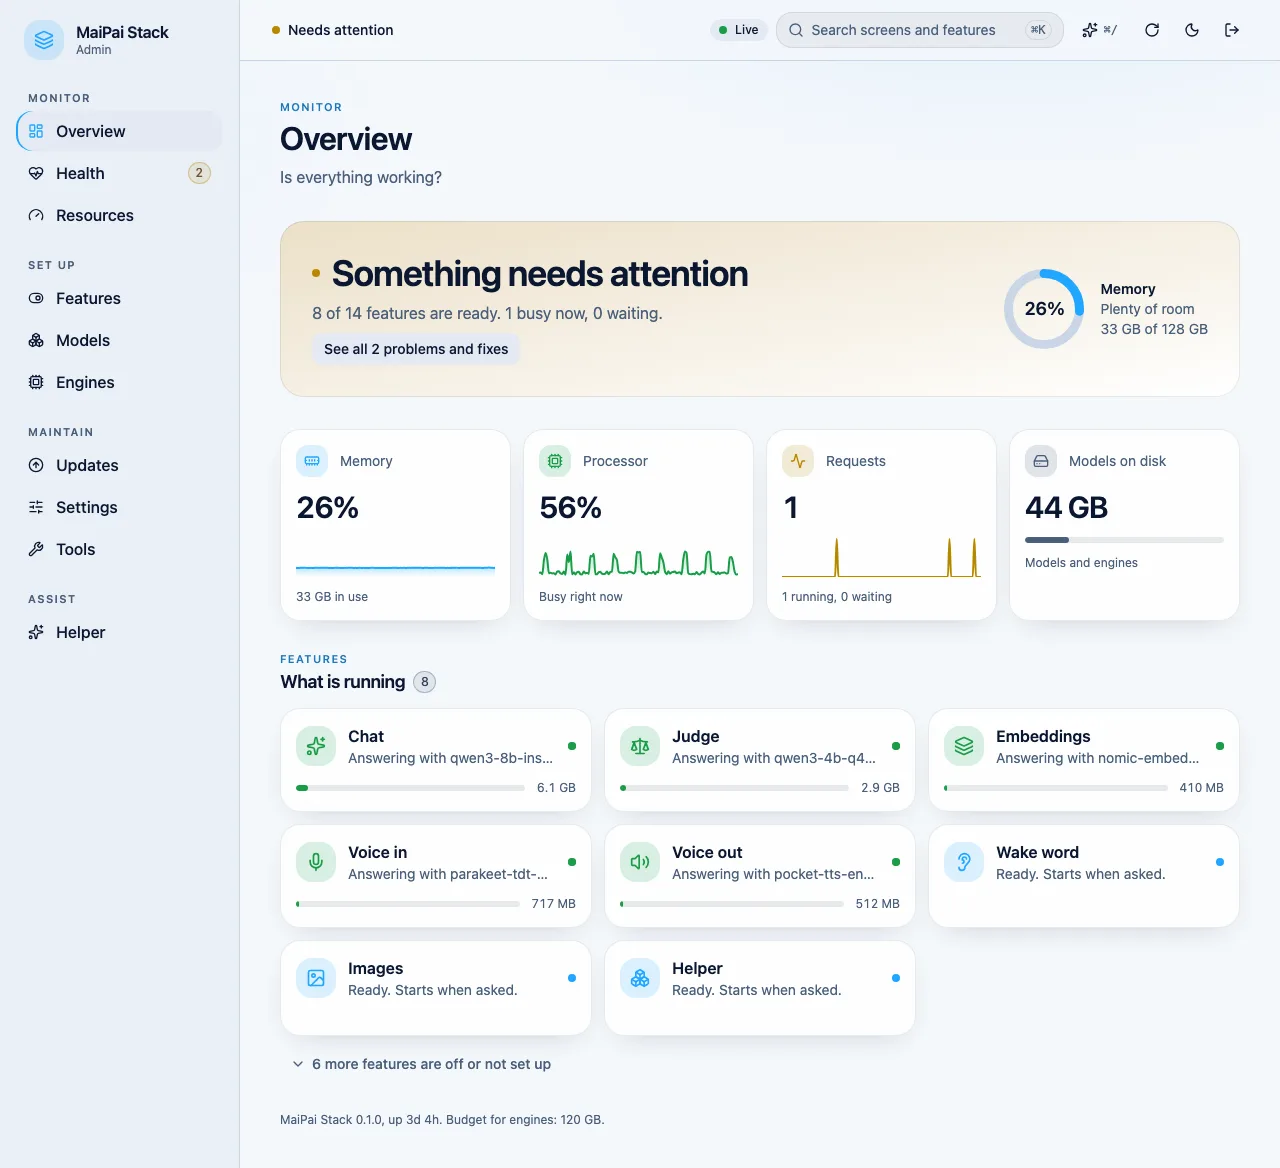 MaiPai Stack
Admin
MONITOR
Overview
Health
2
Resources
SET UP
Features
Models
Engines
MAINTAIN
Updates
Settings
Tools
ASSIST
Helper
Needs attention
Live
Search screens and features
⌘K
⌘/
MONITOR
Overview
Is everything working?
Something needs attention
8 of 14 features are ready. 1 busy now, 0 waiting.
See all 2 problems and fixes
26%
Memory
Plenty of room
33 GB of 128 GB
Memory
26%
33 GB in use
Processor
56%
Busy right now
Requests
1
1 running, 0 waiting
Models on disk
44 GB
Models and engines
FEATURES
What is running
8
Chat
Answering with qwen3-8b-ins...
6.1 GB
Judge
Answering with qwen3-4b-q4...
2.9 GB
Embeddings
Answering with nomic-embed...
410 MB
Voice in
Answering with parakeet-tdt-...
717 MB
Voice out
Answering with pocket-tts-en...
512 MB
Wake word
Ready. Starts when asked.
Images
Ready. Starts when asked.
Helper
Ready. Starts when asked.
6 more features are off or not set up
MaiPai Stack 0.1.0, up 3d 4h. Budget for engines: 120 GB.